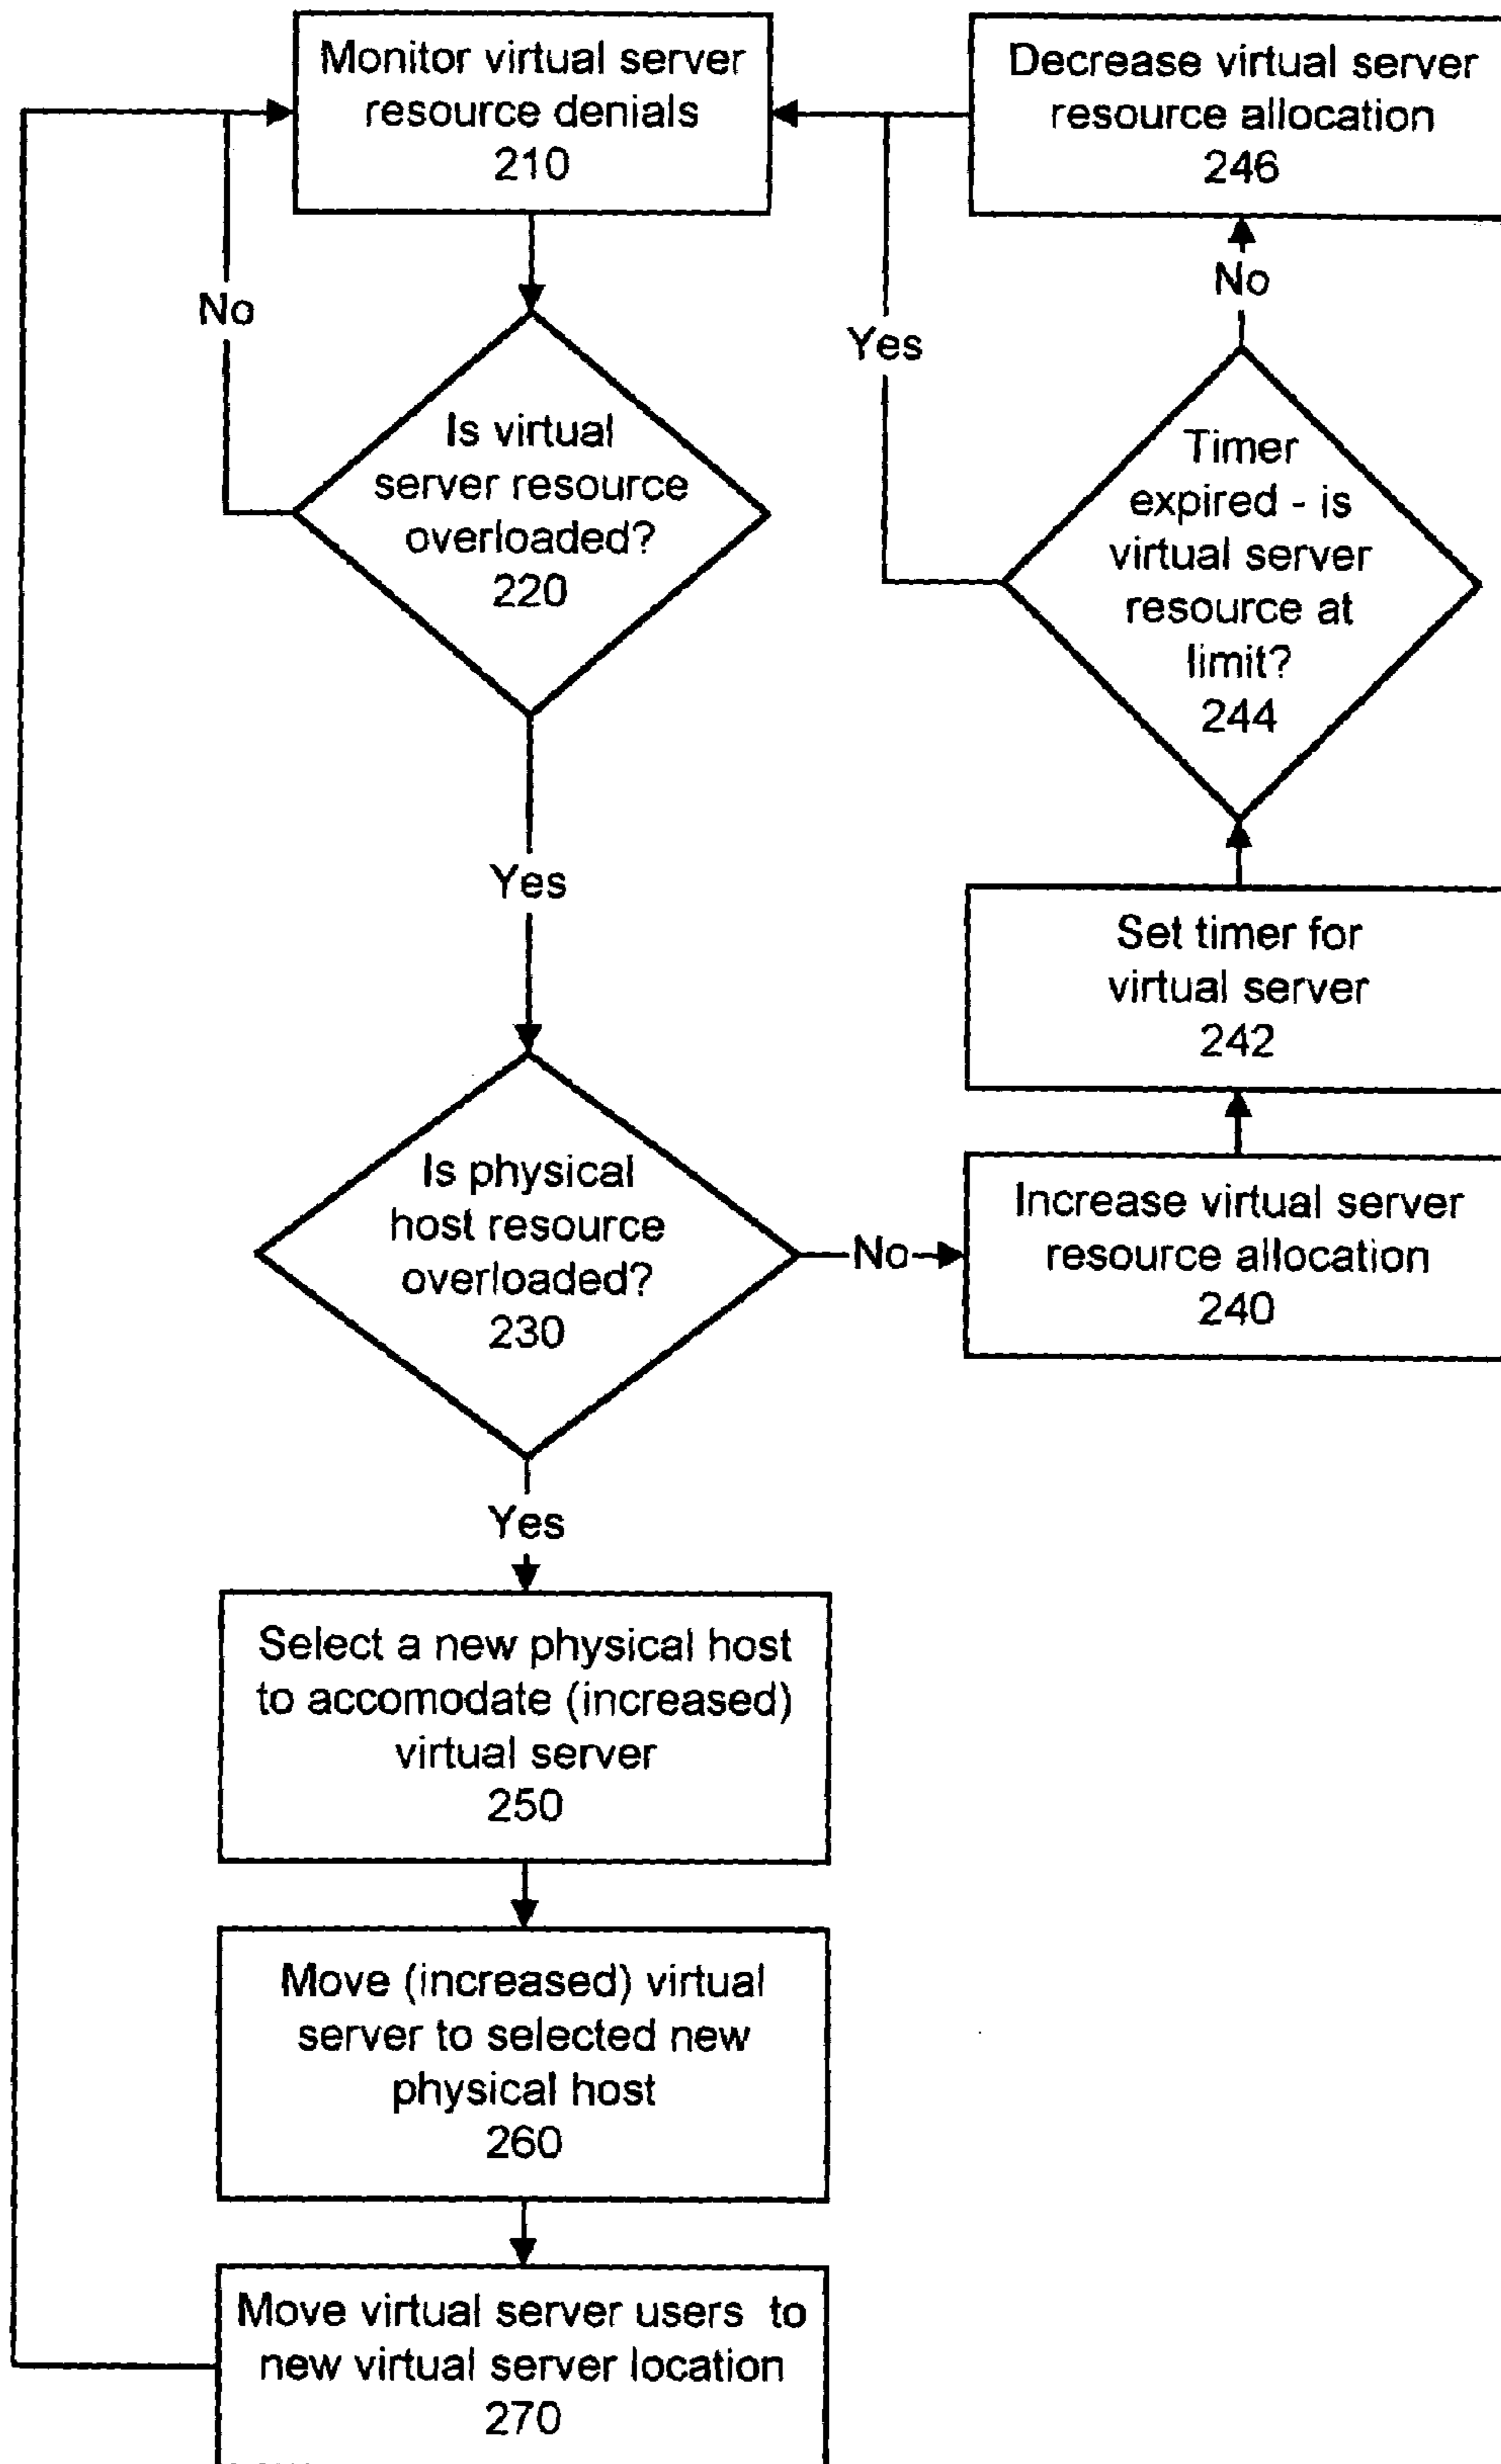 Monitor virtual server
resource denials
210
Decrease virtual server
resource allocation
246
No
No
Yes
Is virtual
server resource
overloaded?
220
Timer
expired - is
virtual server
resource at
limit?
244
Yes
Set timer for
virtual server
242
Is physical
host resource
overloaded?
230
No
Increase virtual server
resource allocation
240
Yes
Select a new physical host
to accomodate (increased)
virtual server
250
Move (increased) virtual
server to selected new
physical host
260
Move virtual server users to
new virtual server location
270